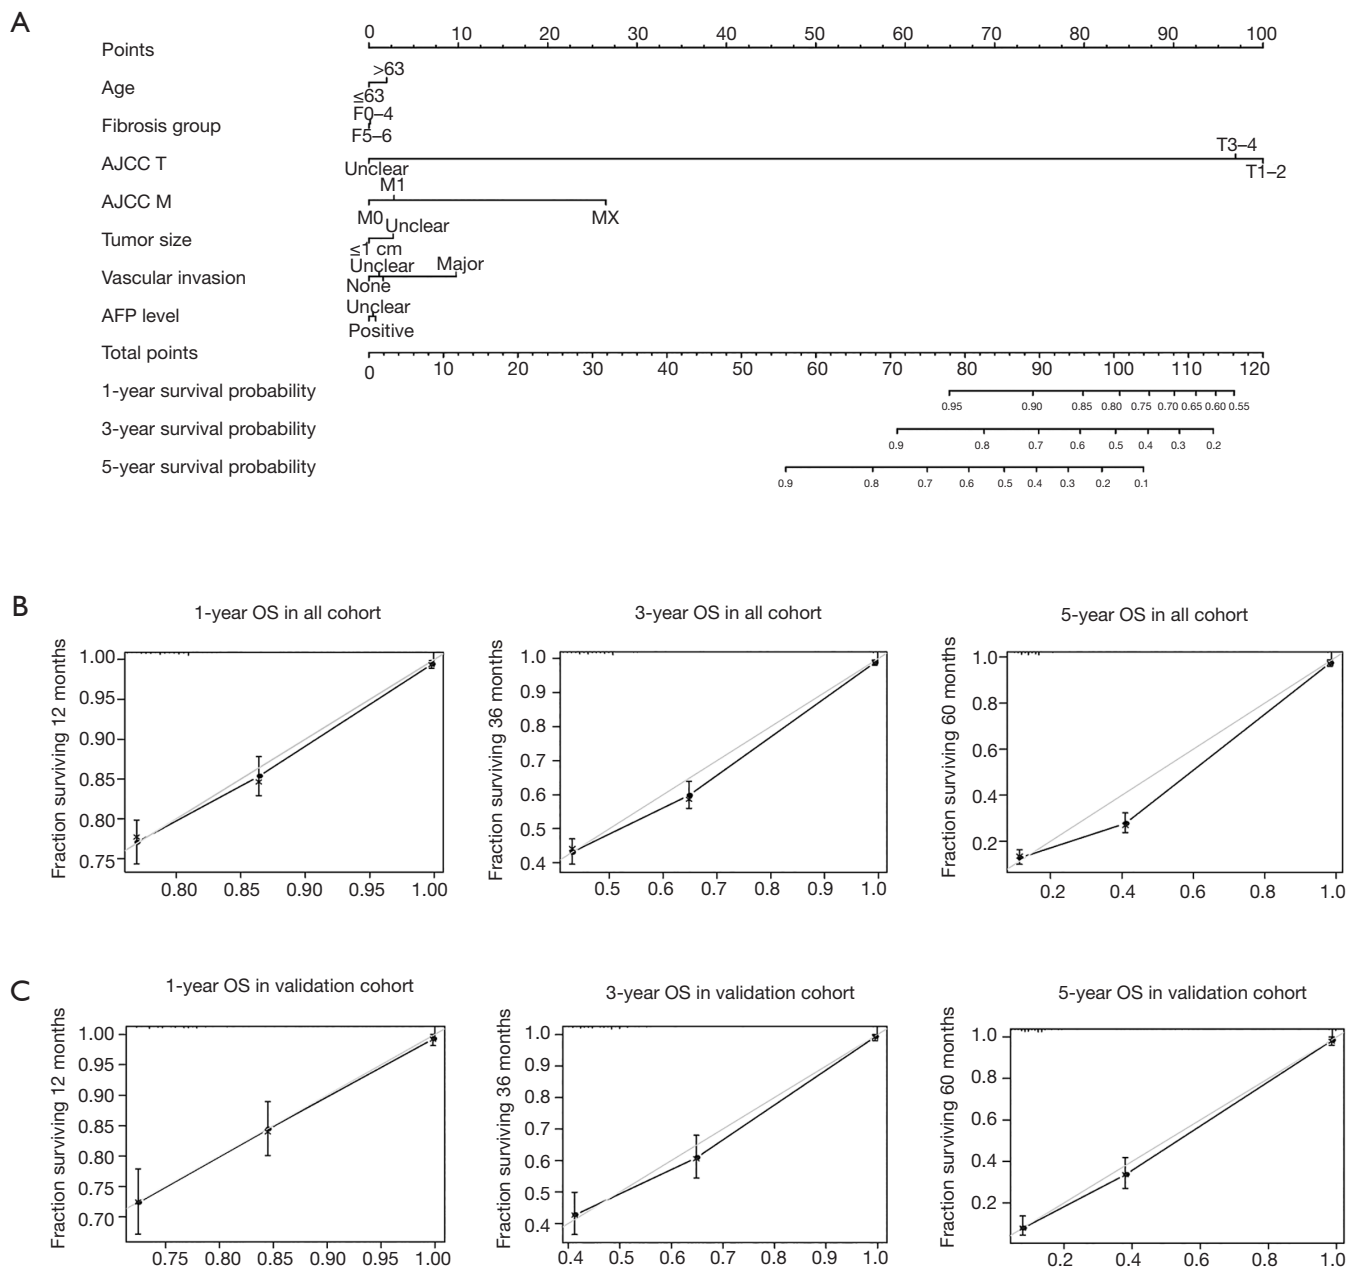 A
Points
0 10 20 30 40 50 60 70 80 90 100
Age
>63
≤63
Fibrosis group
F0–4
F5–6
AJCC T
T3–4
Unclear
T1–2
AJCC M
M1
M0
MX
Tumor size
Unclear
≤1 cm
Vascular invasion
Unclear
Major
None
AFP level
Unclear
Positive
Total points
0 10 20 30 40 50 60 70 80 90 100 110 120
1-year survival probability
0.95 0.90 0.85 0.80 0.75 0.70 0.65 0.60 0.55
3-year survival probability
0.9 0.8 0.7 0.6 0.5 0.4 0.3 0.2
5-year survival probability
0.9 0.8 0.7 0.6 0.5 0.4 0.3 0.2 0.1
B
1-year OS in all cohort
Fraction surviving 12 months
1.00
0.95
0.90
0.85
0.80
0.75
0.80 0.85 0.90 0.95 1.00
3-year OS in all cohort
Fraction surviving 36 months
1.0
0.9
0.8
0.7
0.6
0.5
0.4
0.5 0.6 0.7 0.8 0.9 1.0
5-year OS in all cohort
Fraction surviving 60 months
1.0
0.8
0.6
0.4
0.2
0.2 0.4 0.6 0.8 1.0
C
1-year OS in validation cohort
Fraction surviving 12 months
1.00
0.95
0.90
0.85
0.80
0.75
0.70
0.75 0.80 0.85 0.90 0.95 1.00
3-year OS in validation cohort
Fraction surviving 36 months
1.0
0.9
0.8
0.7
0.6
0.5
0.4
0.4 0.5 0.6 0.7 0.8 0.9 1.0
5-year OS in validation cohort
Fraction surviving 60 months
1.0
0.8
0.6
0.4
0.2
0.2 0.4 0.6 0.8 1.0